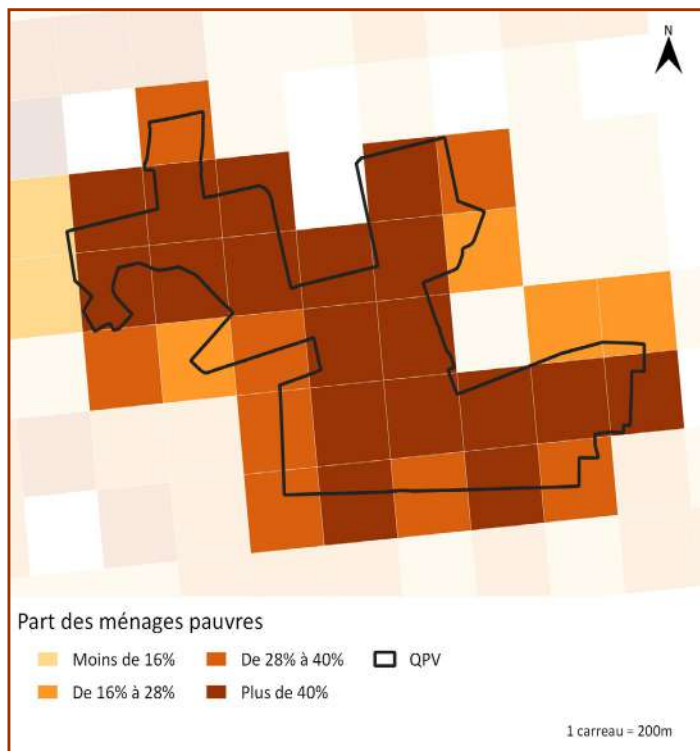 N
Part des ménages pauvres
Moins de 16% De 28% à 40% QPV
De 16% à 28% Plus de 40%
1 carreau = 200m